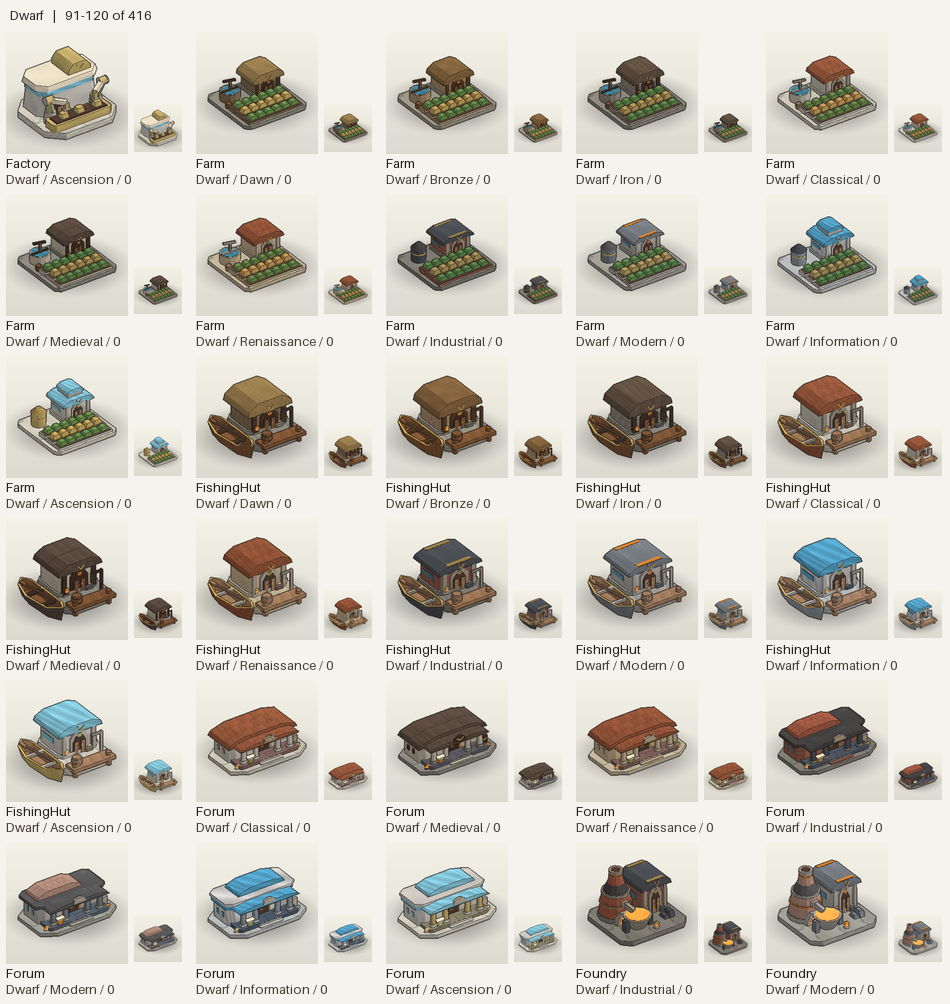 Dwarf | 91-120 of 416
Factory
Dwarf / Ascension / 0
Farm
Dwarf / Dawn / 0
Farm
Dwarf / Bronze / 0
Farm
Dwarf / Iron / 0
Farm
Dwarf / Classical / 0
Farm
Dwarf / Medieval / 0
Farm
Dwarf / Renaissance / 0
Farm
Dwarf / Industrial / 0
Farm
Dwarf / Modern / 0
Farm
Dwarf / Information / 0
Farm
Dwarf / Ascension / 0
FishingHut
Dwarf / Dawn / 0
FishingHut
Dwarf / Bronze / 0
FishingHut
Dwarf / Iron / 0
FishingHut
Dwarf / Classical / 0
FishingHut
Dwarf / Medieval / 0
FishingHut
Dwarf / Renaissance / 0
FishingHut
Dwarf / Industrial / 0
FishingHut
Dwarf / Modern / 0
FishingHut
Dwarf / Information / 0
FishingHut
Dwarf / Ascension / 0
Forum
Dwarf / Classical / 0
Forum
Dwarf / Medieval / 0
Forum
Dwarf / Renaissance / 0
Forum
Dwarf / Industrial / 0
Forum
Dwarf / Modern / 0
Forum
Dwarf / Information / 0
Forum
Dwarf / Ascension / 0
Foundry
Dwarf / Industrial / 0
Foundry
Dwarf / Modern / 0